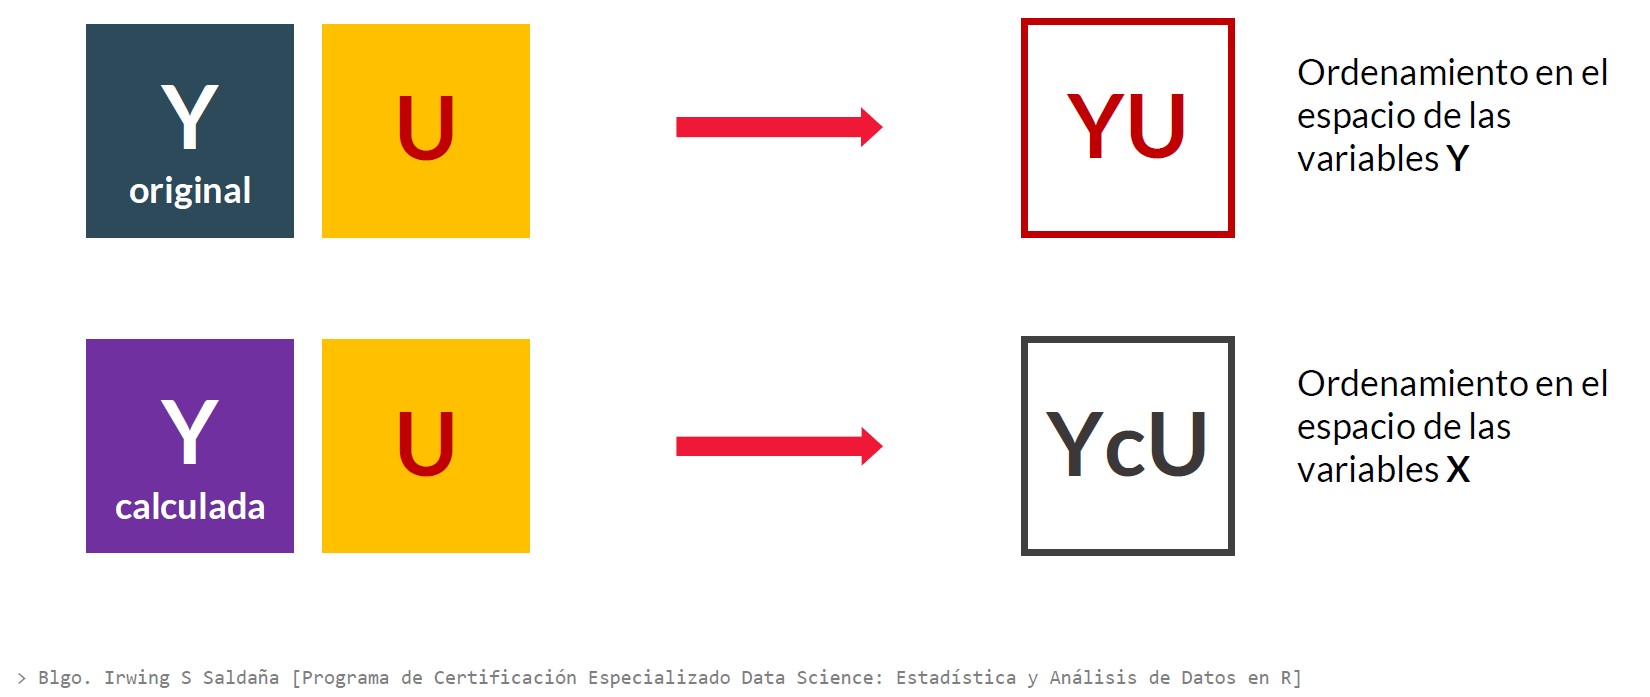 Y
original
U
YU
Ordenamiento en el
espacio de las
variables Y
Y
calculada
U
YcU
Ordenamiento en el
espacio de las
variables X
> Blgo. Irwing S Saldaña [Programa de Certificación Especializado Data Science: Estadística y Análisis de Datos en R]